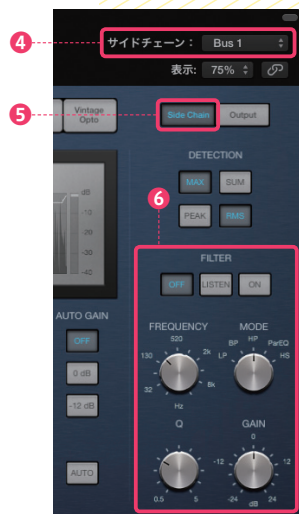 4 サイドチェーン： Bus 1
表示： 75%
5
Vintage
Opto
Side Chain Output
DETECTION
MAX SUM
PEAK RMS
dB
-10
-20
-30
-40
6
FILTER
OFF LISTEN ON
AUTO GAIN
OFF
0 dB
-12 dB
AUTO
FREQUENCY
520
130 2k
32 8k
Hz
MODE
HP
BP ParEQ
LP HS
Q
0.5 5
GAIN
0
-12 12
-24 24
dB